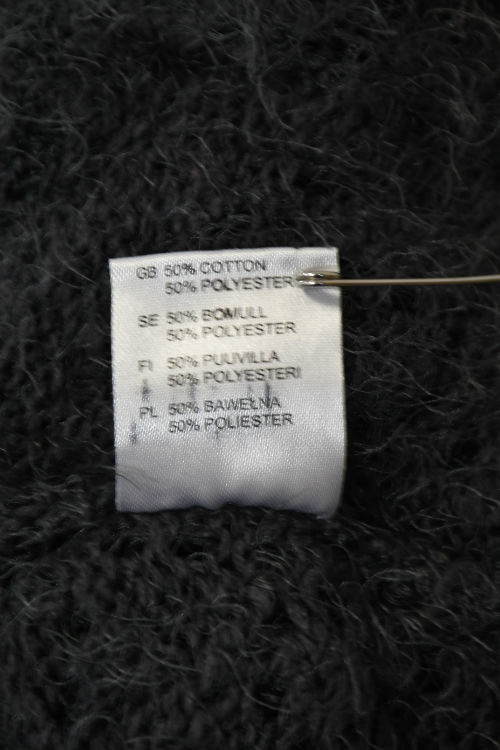 GB 50% COTTON
50% POLYESTER
SE 50% BOMULL
50% POLYESTER
FI 50% PUUVILLA
50% POLYESTERI
PL 50% BAWEŁNA
50% POLIESTER